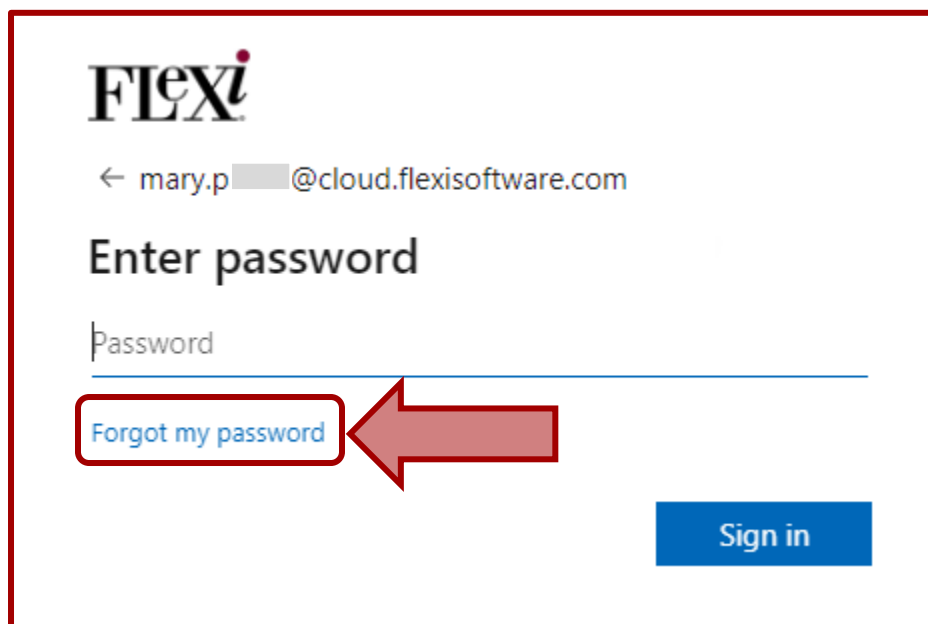 FLeXi
← mary.p @cloud.flexisoftware.com
Enter password
Password
Forgot my password
Sign in